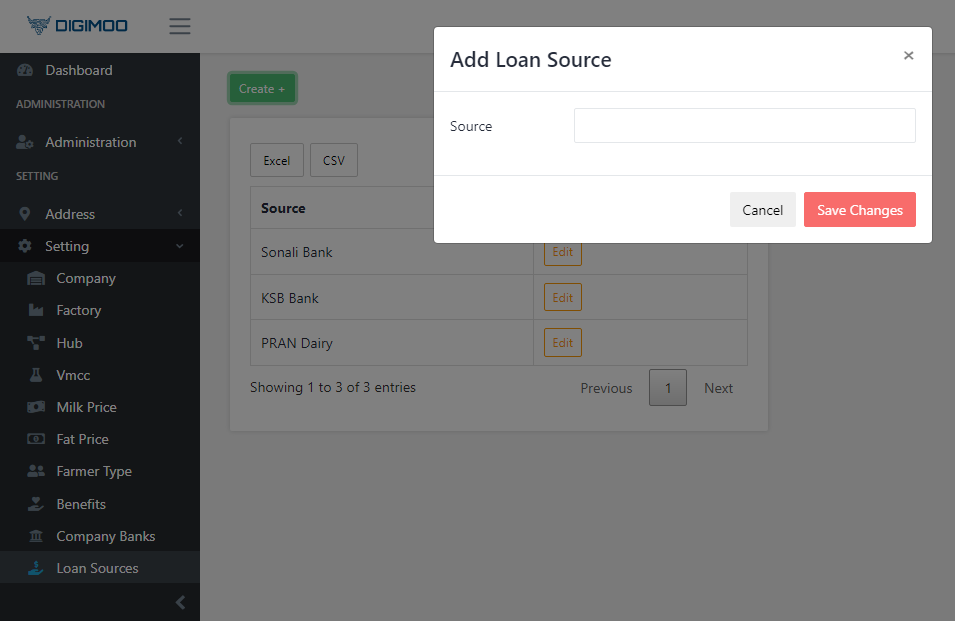 DIGIMOO
Dashboard
ADMINISTRATION
Administration
SETTING
Address
Setting
Company
Factory
Hub
Vmcc
Milk Price
Fat Price
Farmer Type
Benefits
Company Banks
Loan Sources
Create +
Excel CSV
Source
Sonali Bank Edit
KSB Bank Edit
PRAN Dairy Edit
Showing 1 to 3 of 3 entries Previous 1 Next
Add Loan Source ×
Source
Cancel Save Changes